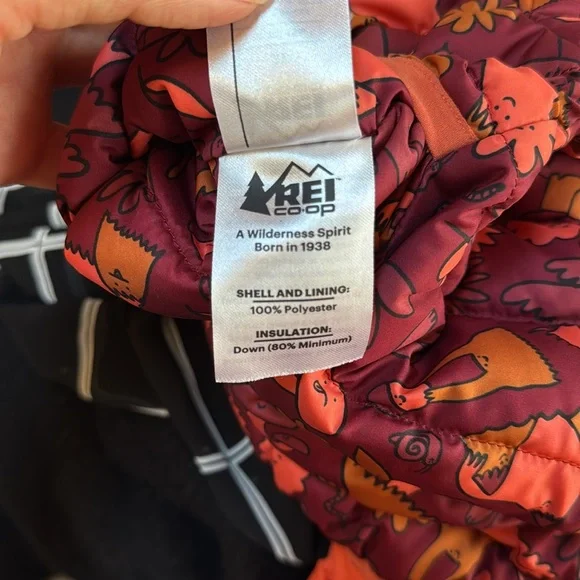 REI
co·op
A Wilderness Spirit
Born in 1938
SHELL AND LINING:
100% Polyester
INSULATION:
Down (80% Minimum)